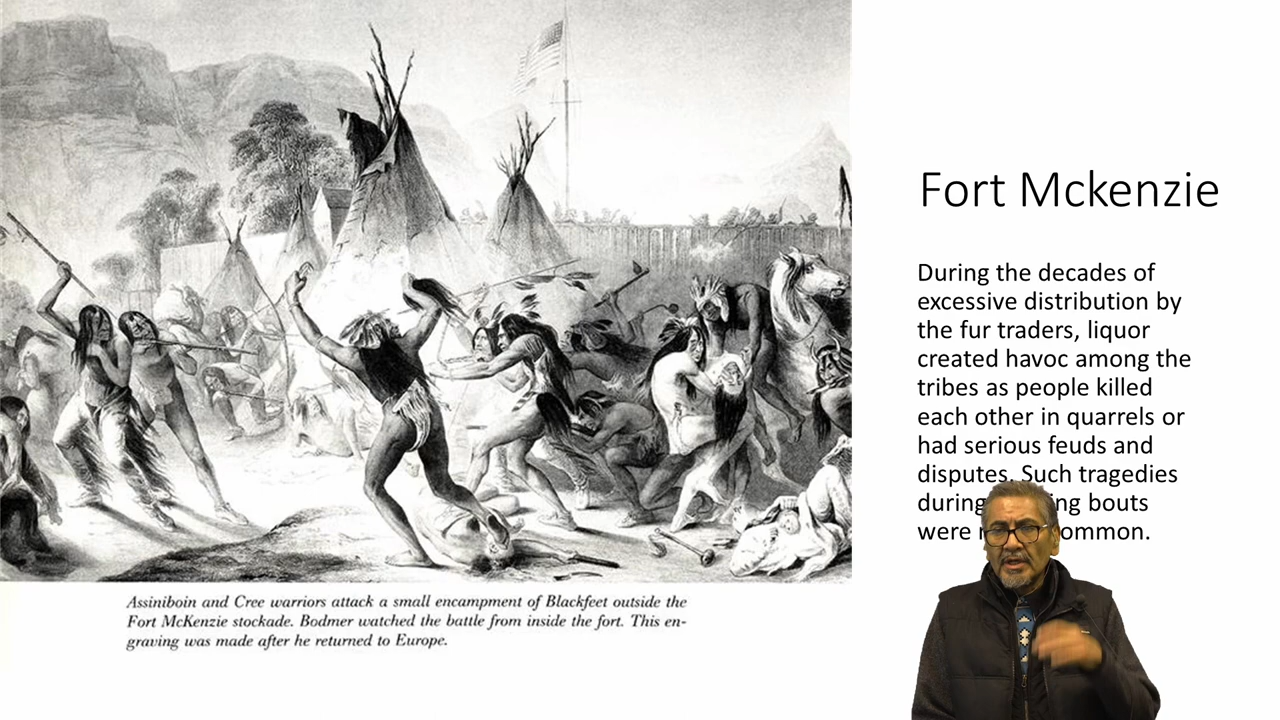 Fort Mckenzie
During the decades of
excessive distribution by
the fur traders, liquor
created havoc among the
tribes as people killed
each other in quarrels or
had serious feuds and
disputes. Such tragedies
during bouts
were
Assiniboin and Cree warriors attack a small encampment of Blackfeet outside the
Fort McKenzie stockade. Bodmer watched the battle from inside the fort. This en-
graving was made after he returned to Europe.